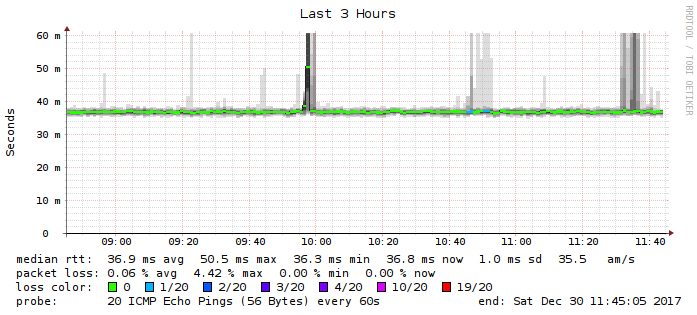 Last 3 Hours
RRDTOOL / TOBI OETIKER
Seconds
60 m
50 m
40 m
30 m
20 m
10 m
0
09:00 09:20 09:40 10:00 10:20 10:40 11:00 11:20 11:40
median rtt: 36.9 ms avg 50.5 ms max 36.3 ms min 36.8 ms now 1.0 ms sd 35.5 am/s
packet loss: 0.06 % avg 4.42 % max 0.00 % min 0.00 % now
loss color: 0 1/20 2/20 3/20 4/20 10/20 19/20
probe: 20 ICMP Echo Pings (56 Bytes) every 60s end: Sat Dec 30 11:45:05 2017